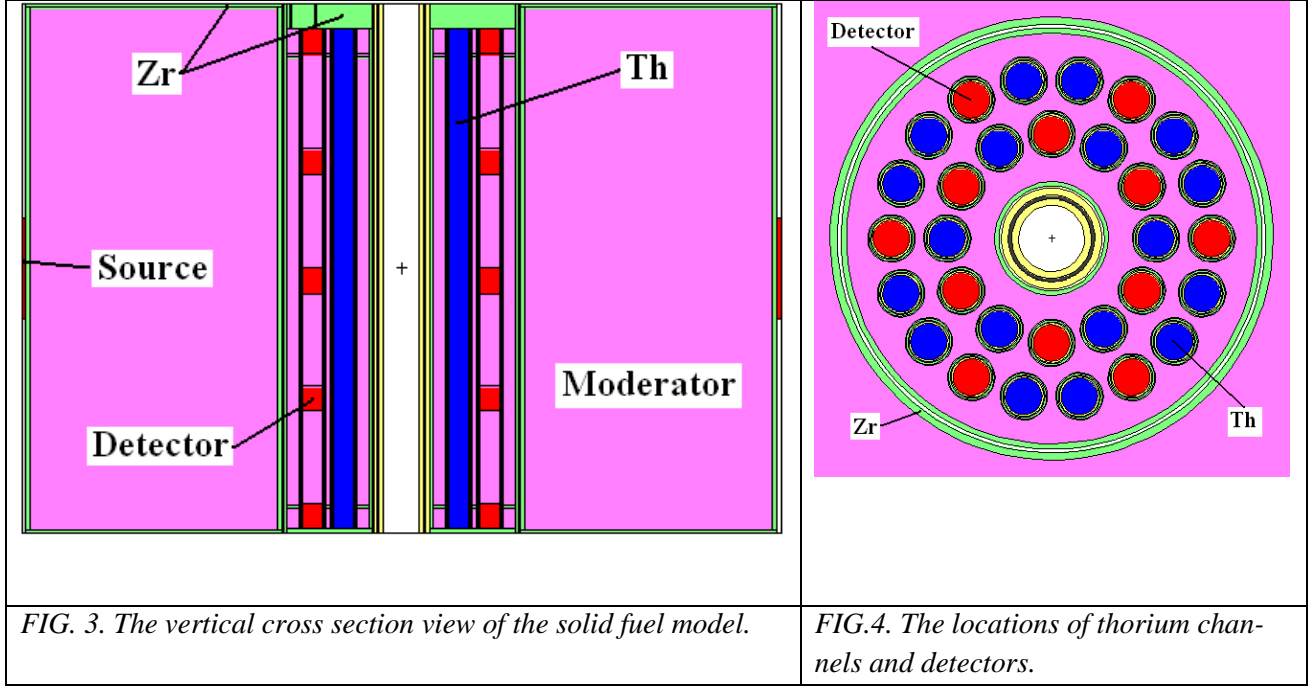 Zr
Th
Source
Moderator
Detector
FIG. 3. The vertical cross section view of the solid fuel model.
Detector
Zr
Th
FIG.4. The locations of thorium chan-
nels and detectors.